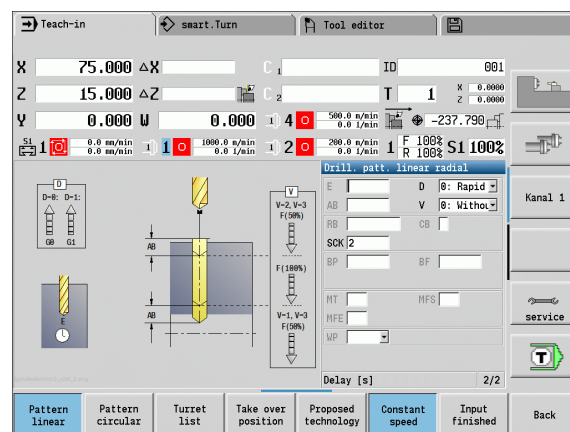 Teach-in smart.Turn Tool editor
X 75.000 ΔX C 1 ID 001
Z 15.000 ΔZ C 2 T 1 X 0.0000 Z 0.0000
Y 0.000 W 0.000 4 500.0 m/min 0.0 1/min -237.790
S1 1 0.0 mm/min 0.0 mm/min 1 1000.0 m/min 0.0 1/min 2 200.0 m/min 0.0 1/min 1 F 100% R 100% S1 100%
Drill. patt. linear radial
E D 0: Rapid
AB V 0: Withou
RB CB
SCK 2
BP BF
MT MFS
MFE
WP
Delay [s] 2/2
D
D-0: D-1:
G0 G1
E
AB
AB
V
V-2,V-3
F(50%)
F(100%)
V-1,V-3
F(50%)
Kanal 1
service
T
Pattern linear
Pattern circular
Turret list
Take over position
Proposed technology
Constant speed
Input finished
Back